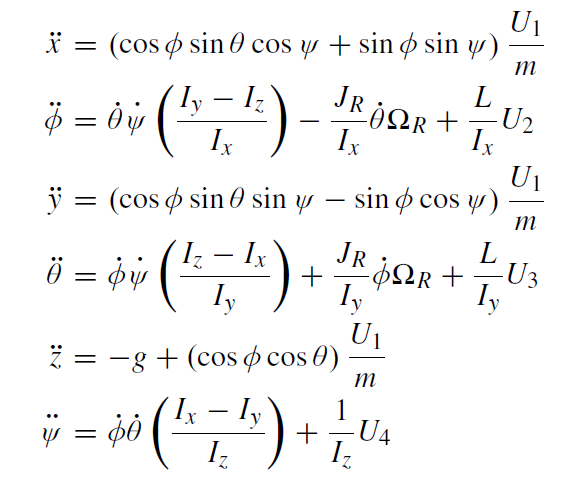 ẍ = (cos ϕ sin θ cos ψ + sin ϕ sin ψ) U₁/m
ϕ̈ = θ̇ψ̇ ((I_y − I_z)/I_x) − (J_R/I_x) θ̇Ω_R + (L/I_x) U₂
ÿ = (cos ϕ sin θ sin ψ − sin ϕ cos ψ) U₁/m
θ̈ = ϕ̇ψ̇ ((I_z − I_x)/I_y) + (J_R/I_y) ϕ̇Ω_R + (L/I_y) U₃
z̈ = −g + (cos ϕ cos θ) U₁/m
ψ̈ = ϕ̇θ̇ ((I_x − I_y)/I_z) + (1/I_z) U₄